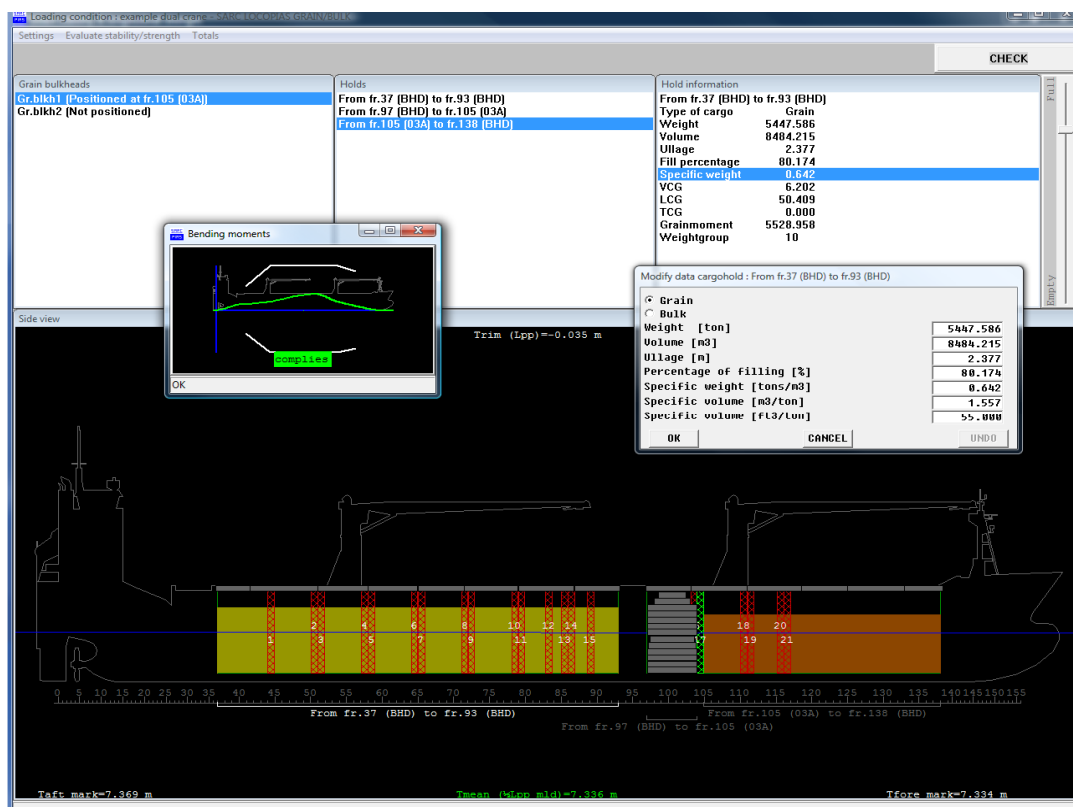 Loading condition : example dual crane - SARC LOCOPIAS GRAIN/BULK
Settings Evaluate stability/strength Totals
CHECK
Grain bulkheads
Gr.blkh1 (Positioned at fr.105 (03A))
Gr.blkh2 (Not positioned)
Holds
From fr.37 (BHD) to fr.93 (BHD)
From fr.97 (BHD) to fr.105 (03A)
From fr.105 (03A) to fr.138 (BHD)
Hold information
From fr.37 (BHD) to fr.93 (BHD)
Type of cargo Grain
Weight 5447.586
Volume 8484.215
Ullage 2.377
Fill percentage 80.174
Specific weight 0.642
VCG 6.202
LCG 50.409
TCG 0.000
Grainmoment 5528.958
Weightgroup 10
Full
Empty
Bending moments
complies
OK
Modify data cargohold : From fr.37 (BHD) to fr.93 (BHD)
Grain
Bulk
Weight [ton] 5447.586
Volume [m3] 8484.215
Ullage [m] 2.377
Percentage of filling [%] 80.174
Specific weight [tons/m3] 0.642
Specific volume [m3/ton] 1.557
Specific volume [ft3/ton] 55.000
OK CANCEL UNDO
Side view
Trim (Lpp)=-0.035 m
2 4 6 8 10 12 14 18 20
1 3 5 7 9 11 13 15 17 19 21
0 5 10 15 20 25 30 35 40 45 50 55 60 65 70 75 80 85 90 95 100 105 110 115 120 125 130 135 140 145 150 155
From fr.37 (BHD) to fr.93 (BHD)
From fr.105 (03A) to fr.138 (BHD)
From fr.97 (BHD) to fr.105 (03A)
Taft mark=7.369 m
Tmean (½Lpp mld)=7.336 m
Tfore mark=7.334 m